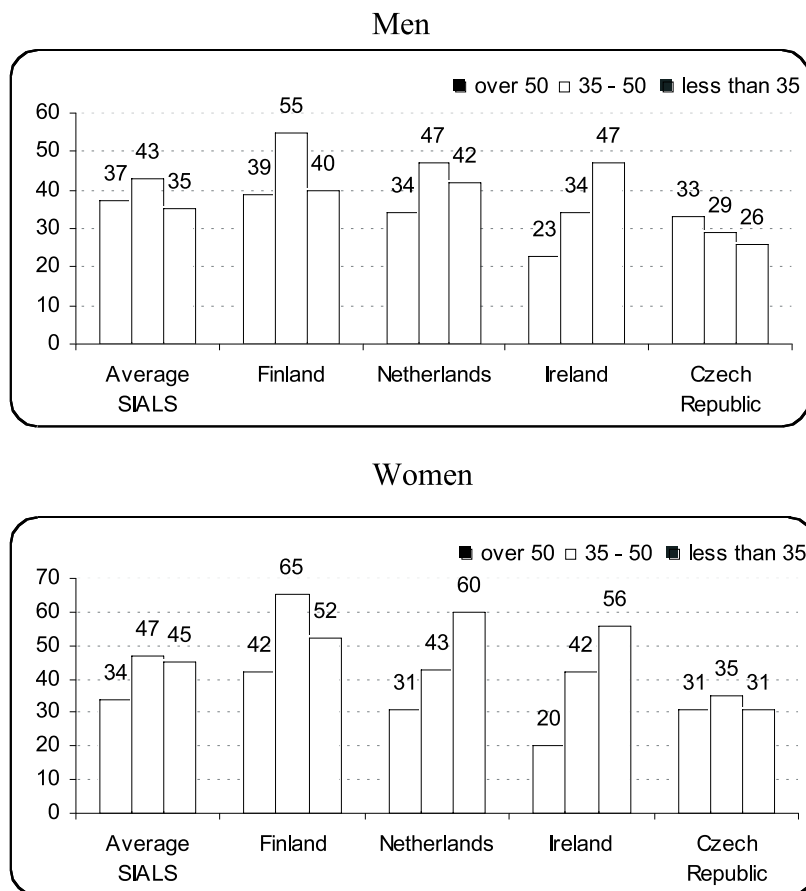 Men
over 50 35 - 50 less than 35
60
50
40
30
20
10
0
37 43 35
39 55 40
34 47 42
23 34 47
33 29 26
Average SIALS
Finland
Netherlands
Ireland
Czech Republic
Women
over 50 35 - 50 less than 35
70
60
50
40
30
20
10
0
34 47 45
42 65 52
31 43 60
20 42 56
31 35 31
Average SIALS
Finland
Netherlands
Ireland
Czech Republic